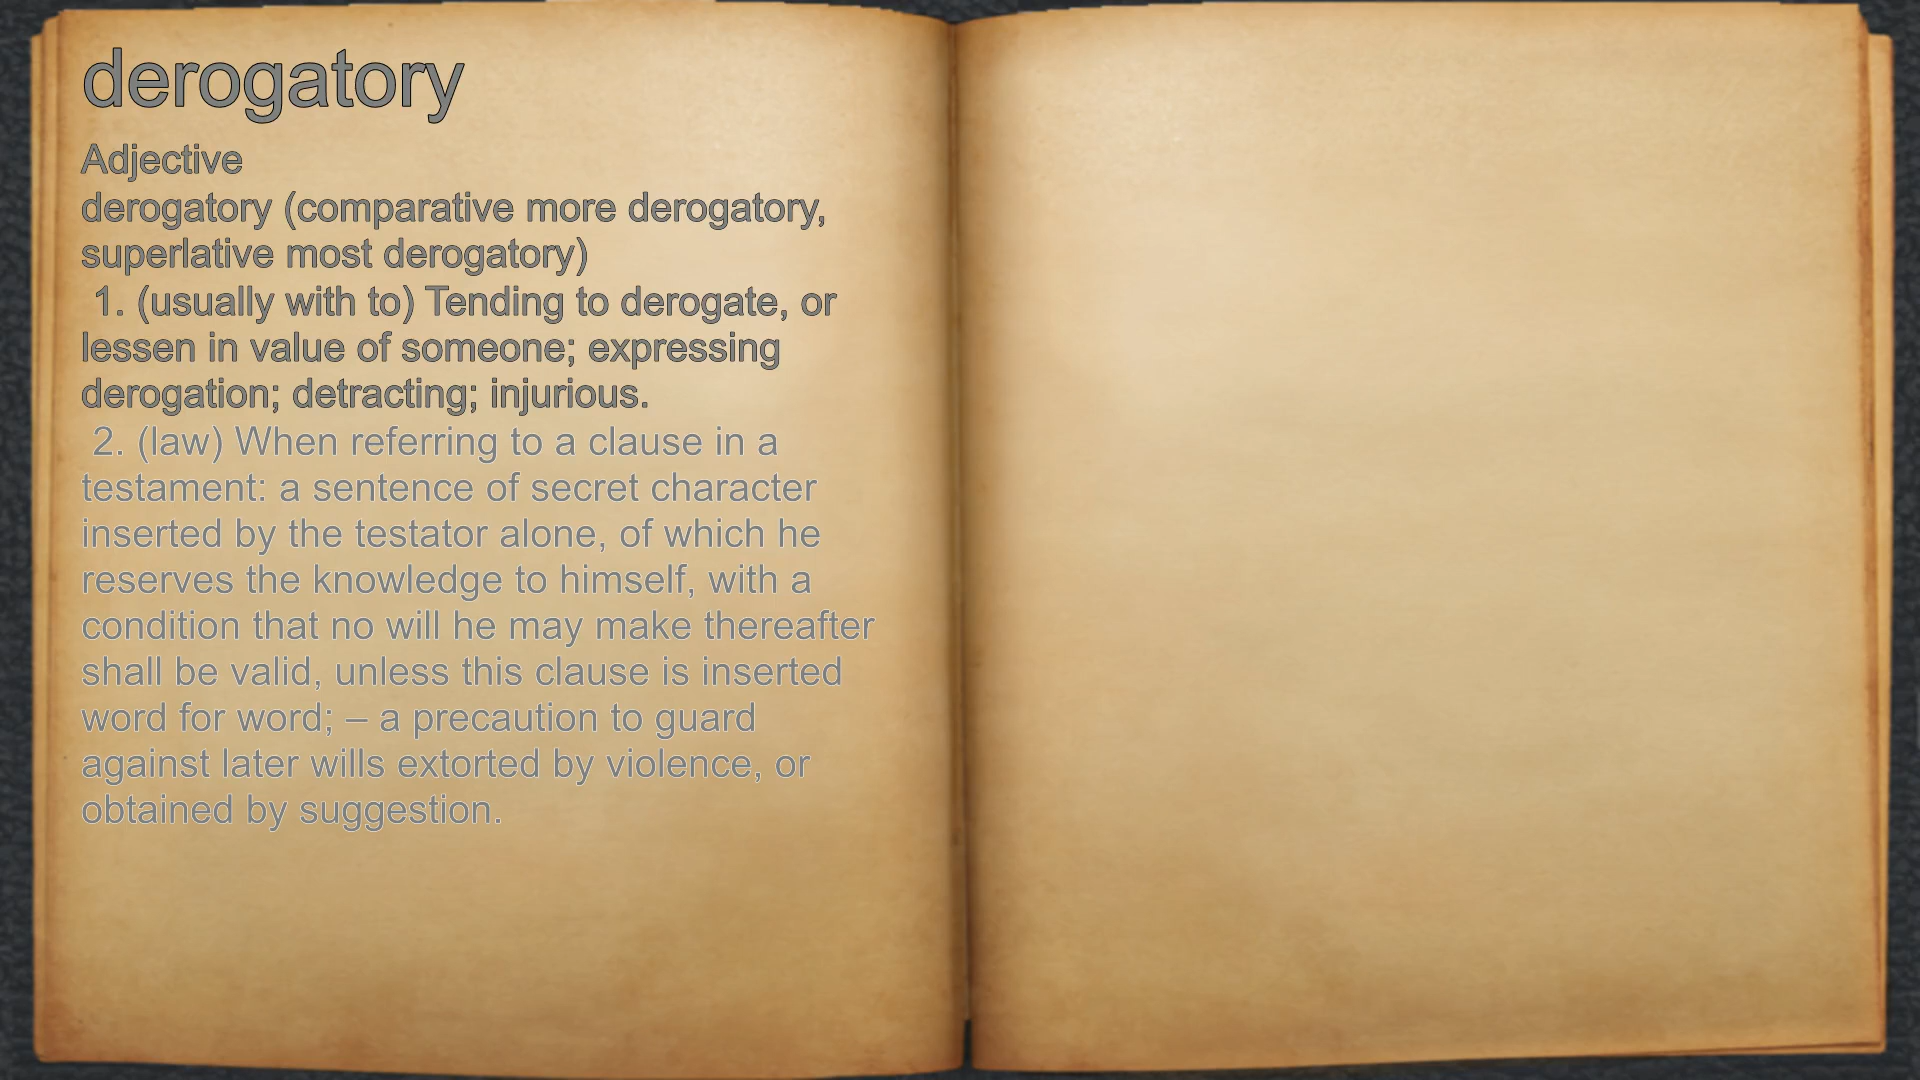 derogatory
Adjective
derogatory (comparative more derogatory,
superlative most derogatory)
1. (usually with to) Tending to derogate, or
lessen in value of someone; expressing
derogation; detracting; injurious.
2. (law) When referring to a clause in a
testament: a sentence of secret character
inserted by the testator alone, of which he
reserves the knowledge to himself, with a
condition that no will he may make thereafter
shall be valid, unless this clause is inserted
word for word; – a precaution to guard
against later wills extorted by violence, or
obtained by suggestion.